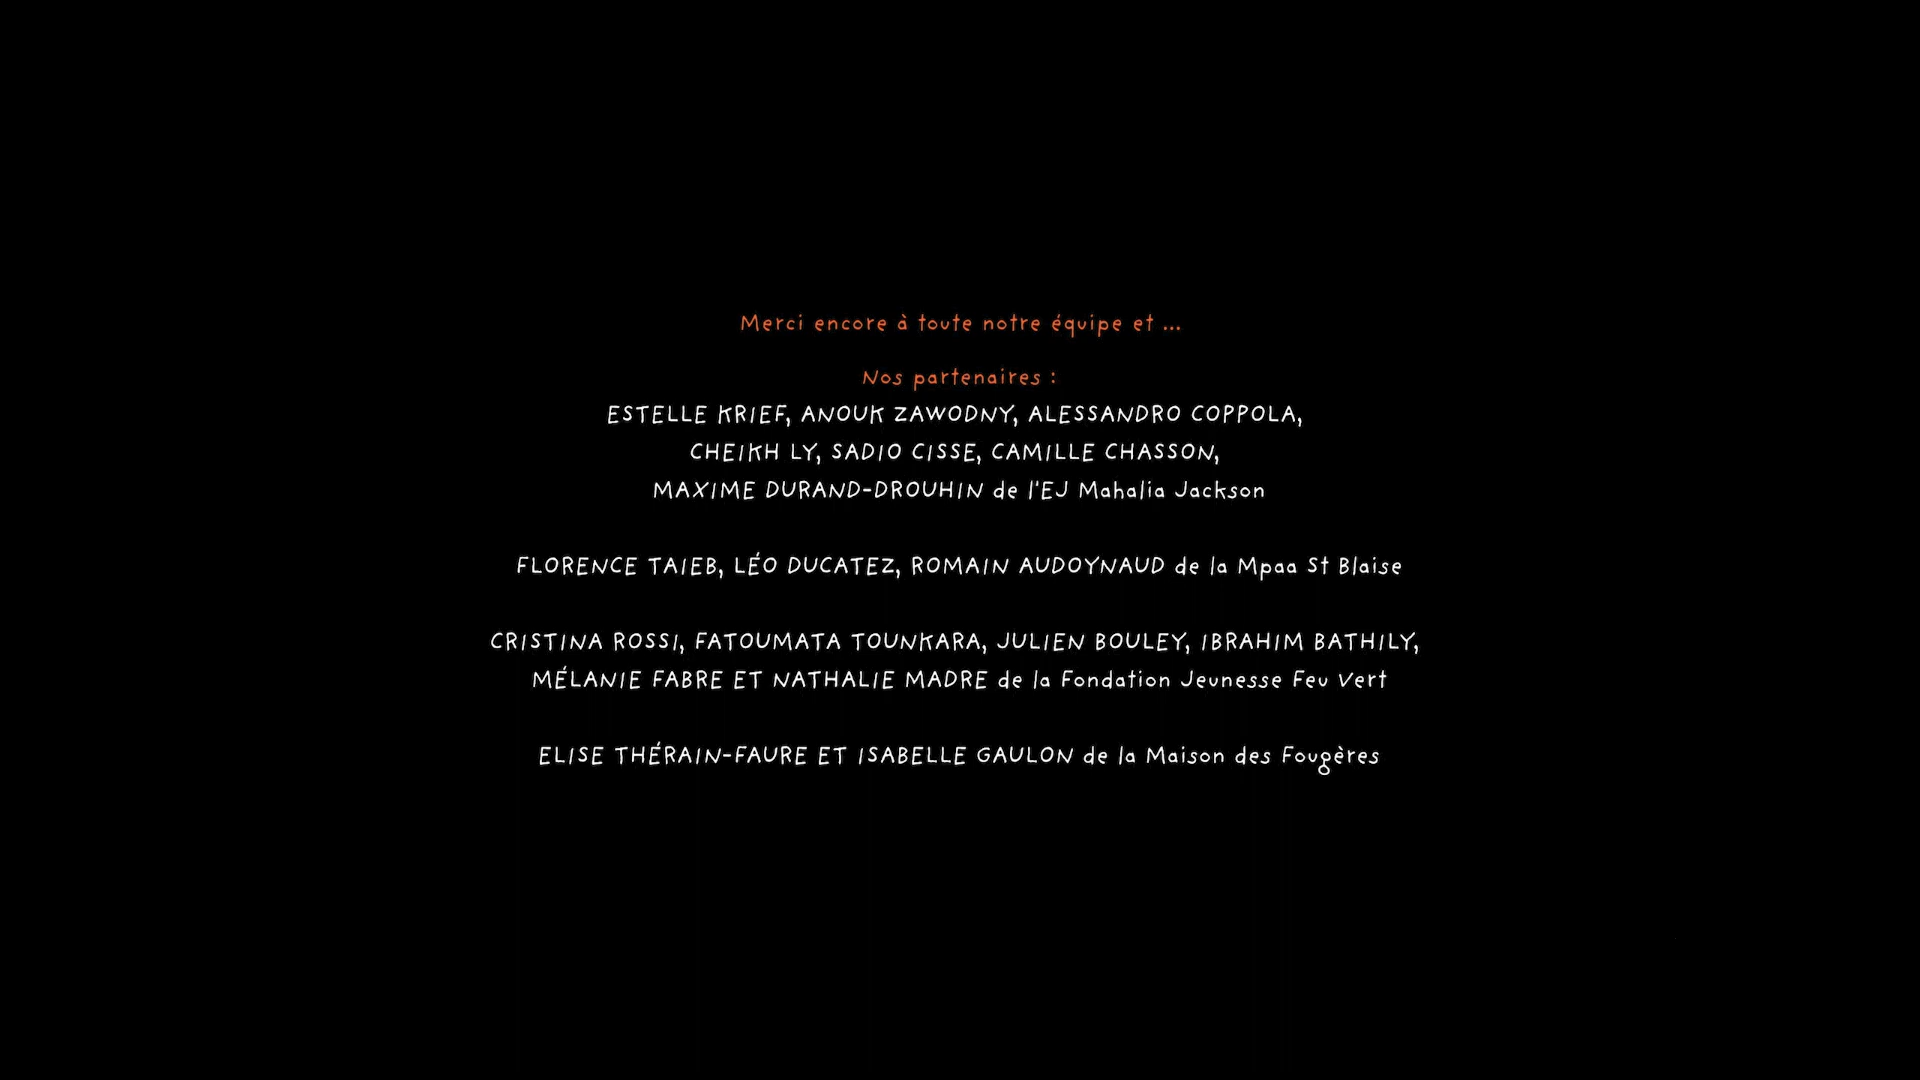 Merci encore à toute notre équipe et ...
Nos partenaires :
ESTELLE KRIEF, ANOUK ZAWODNY, ALESSANDRO COPPOLA,
CHEIKH LY, SADIO CISSE, CAMILLE CHASSON,
MAXIME DURAND-DROUHIN de l'EJ Mahalia Jackson
FLORENCE TAIEB, LÉO DUCATEZ, ROMAIN AUDOYNAUD de la Mpaa St Blaise
CRISTINA ROSSI, FATOUMATA TOUNKARA, JULIEN BOULEY, IBRAHIM BATHILY,
MÉLANIE FABRE ET NATHALIE MADRE de la Fondation Jeunesse Feu Vert
ELISE THÉRAIN-FAURE ET ISABELLE GAULON de la Maison des Fougères